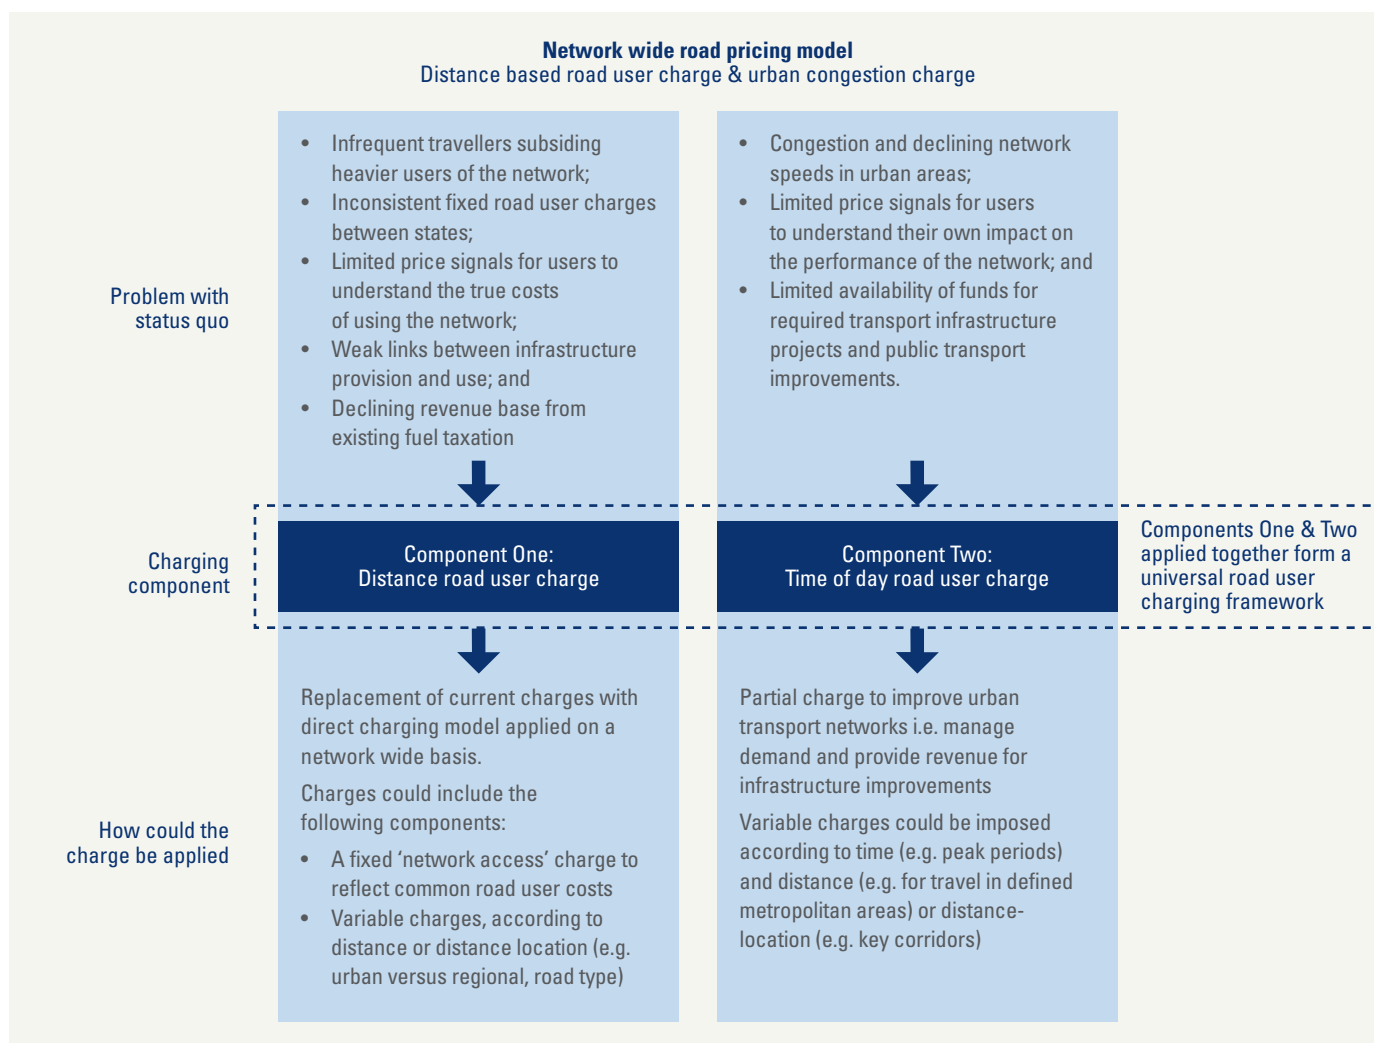 Network wide road pricing model
Distance based road user charge & urban congestion charge
Problem with
status quo
• Infrequent travellers subsiding
heavier users of the network;
• Inconsistent fixed road user charges
between states;
• Limited price signals for users to
understand the true costs
of using the network;
• Weak links between infrastructure
provision and use; and
• Declining revenue base from
existing fuel taxation
• Congestion and declining network
speeds in urban areas;
• Limited price signals for users
to understand their own impact on
the performance of the network; and
• Limited availability of funds for
required transport infrastructure
projects and public transport
improvements.
Charging
component
Component One:
Distance road user charge
Component Two:
Time of day road user charge
Components One & Two
applied together form a
universal road user
charging framework
How could the
charge be applied
Replacement of current charges with
direct charging model applied on a
network wide basis.
Charges could include the
following components:
• A fixed ‘network access’ charge to
reflect common road user costs
• Variable charges, according to
distance or distance location (e.g.
urban versus regional, road type)
Partial charge to improve urban
transport networks i.e. manage
demand and provide revenue for
infrastructure improvements
Variable charges could be imposed
according to time (e.g. peak periods)
and distance (e.g. for travel in defined
metropolitan areas) or distance-
location (e.g. key corridors)